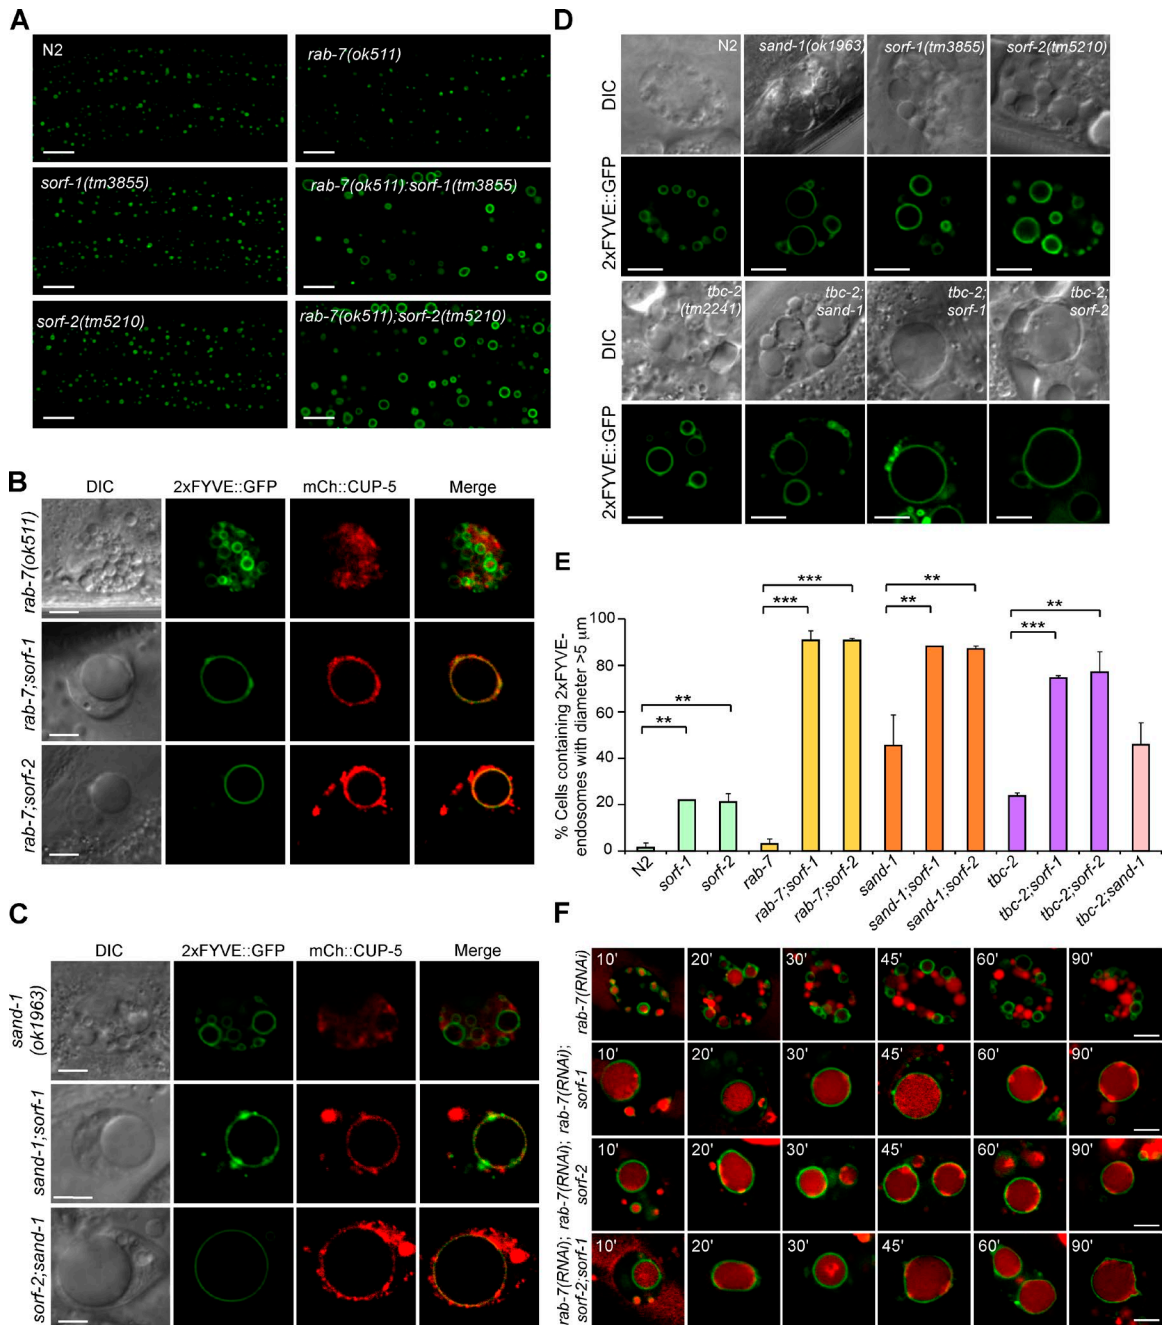 A
N2
rab-7(ok511)
sorf-1(tm3855)
rab-7(ok511);sorf-1(tm3855)
sorf-2(tm5210)
rab-7(ok511);sorf-2(tm5210)
B
DIC
2xFYVE::GFP
mCh::CUP-5
Merge
rab-7(ok511)
rab-7;sorf-1
rab-7;sorf-2
C
DIC
2xFYVE::GFP
mCh::CUP-5
Merge
sand-1
(ok1963)
sand-1;sorf-1
sorf-2;sand-1
D
N2
sand-1(ok1963)
sorf-1(tm3855)
sorf-2(tm5210)
DIC
2xFYVE::GFP
tbc-2
(tm2241)
tbc-2;
sand-1
tbc-2;
sorf-1
tbc-2;
sorf-2
DIC
2xFYVE::GFP
E
% Cells containing 2xFYVE-
endosomes with diameter >5 μm
100
80
60
40
20
0
**
**
***
***
**
**
***
**
N2
sorf-1
sorf-2
rab-7
rab-7;sorf-1
rab-7;sorf-2
sand-1
sand-1;sorf-1
sand-1;sorf-2
tbc-2
tbc-2;sorf-1
tbc-2;sorf-2
tbc-2;sand-1
F
rab-7(RNAi)
10'
20'
30'
45'
60'
90'
rab-7(RNAi);
sorf-1
10'
20'
30'
45'
60'
90'
rab-7(RNAi);
sorf-2
10'
20'
30'
45'
60'
90'
rab-7(RNAi);
sorf-2;sorf-1
10'
20'
30'
45'
60'
90'